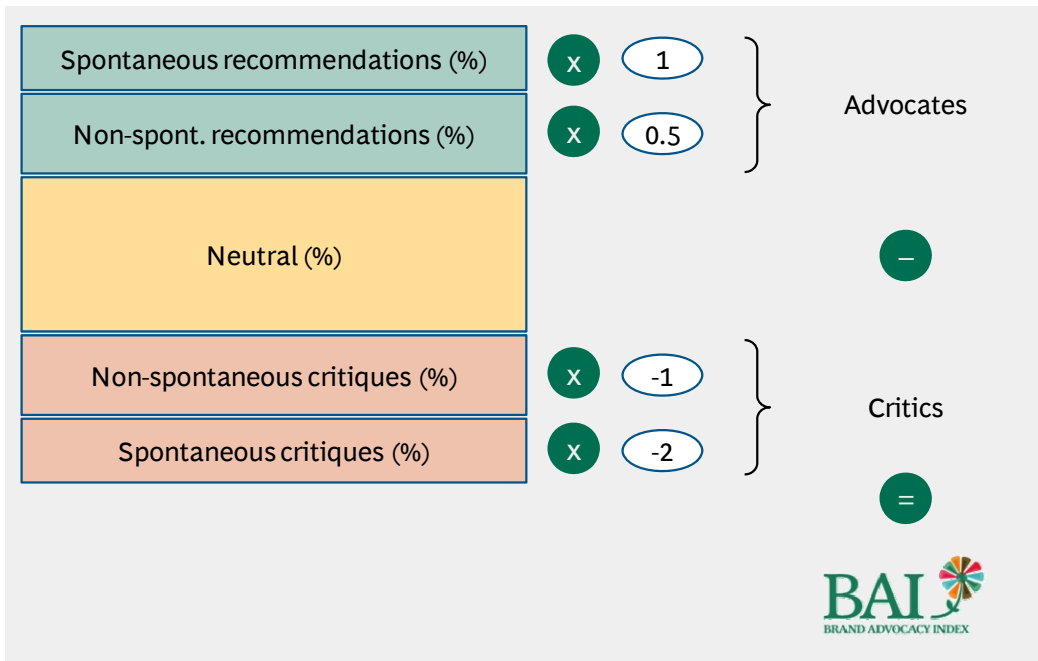 Spontaneous recommendations (%)
x
1
Non-spont. recommendations (%)
x
0.5
Advocates
Neutral (%)
–
Non-spontaneous critiques (%)
x
-1
Spontaneous critiques (%)
x
-2
Critics
=
BAI
BRAND ADVOCACY INDEX